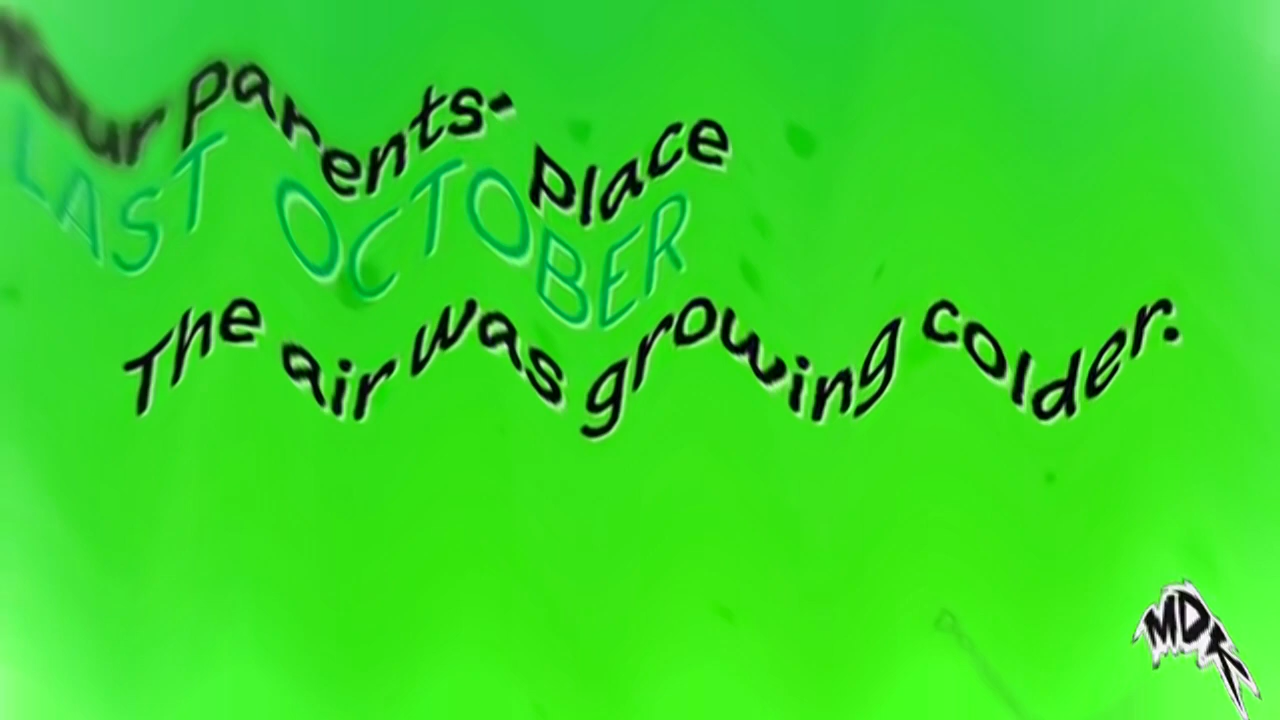 Your parents' place
LAST OCTOBER
The air was growing colder.
MDK